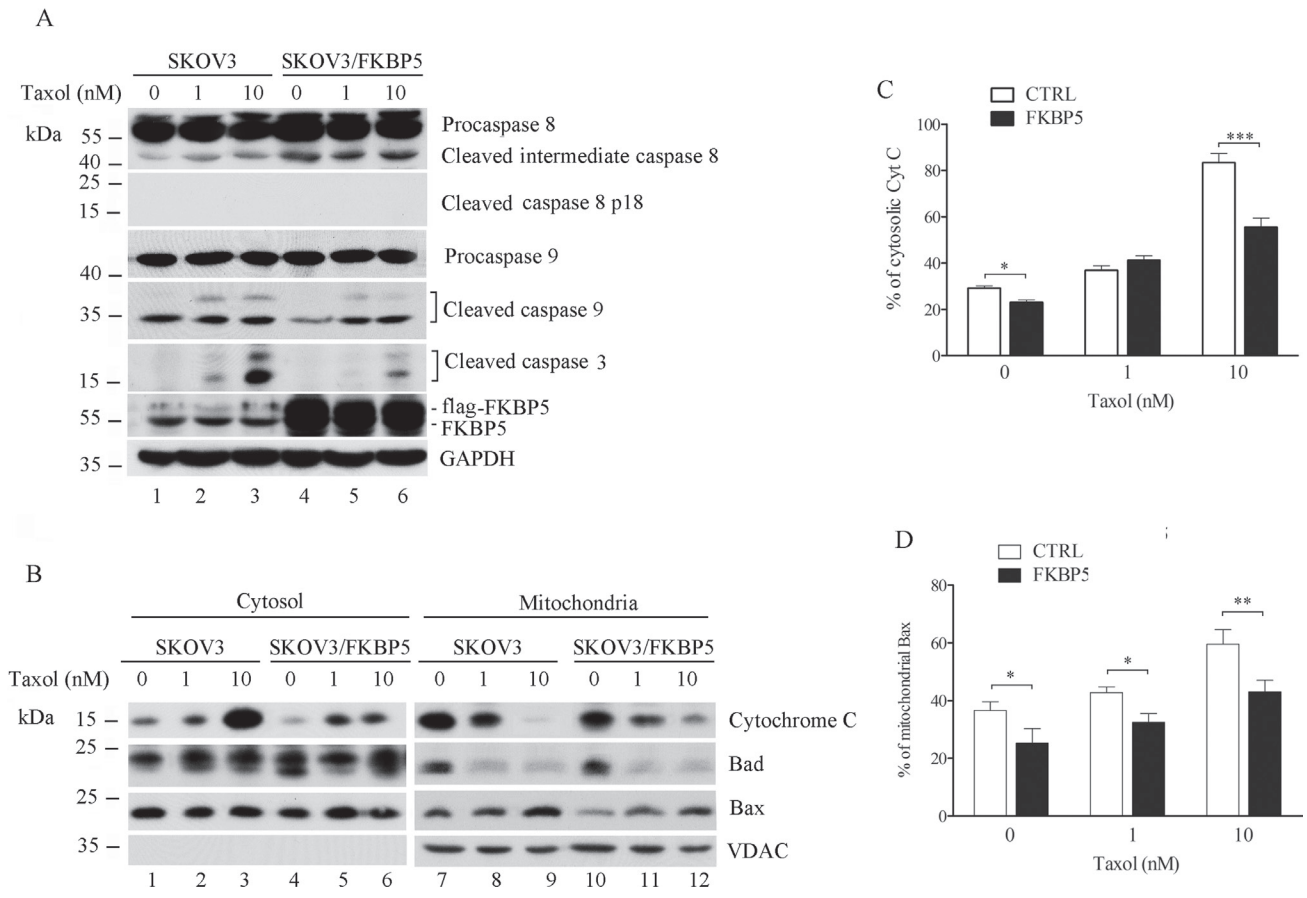 A
SKOV3 SKOV3/FKBP5
Taxol (nM) 0 1 10 0 1 10
kDa
55
40
Procaspase 8
Cleaved intermediate caspase 8
25
15
Cleaved caspase 8 p18
40
Procaspase 9
35
Cleaved caspase 9
15
Cleaved caspase 3
55
flag-FKBP5
FKBP5
35
GAPDH
1 2 3 4 5 6
B
Cytosol Mitochondria
SKOV3 SKOV3/FKBP5 SKOV3 SKOV3/FKBP5
Taxol (nM) 0 1 10 0 1 10 0 1 10 0 1 10
kDa 15 Cytochrome C
25 Bad
25 Bax
35 VDAC
1 2 3 4 5 6 7 8 9 10 11 12
C
CTRL
FKBP5
% of cytosolic Cyt C
100
80
60
40
20
0
* ***
0 1 10
Taxol (nM)
D
CTRL
FKBP5
% of mitochondrial Bax
80
60
40
20
0
* * **
0 1 10
Taxol (nM)